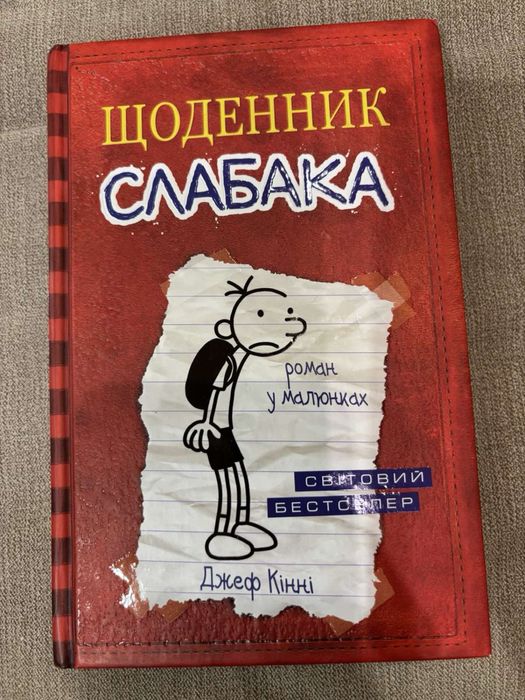 ЩОДЕННИК
СЛАБАКА
роман
у малюнках
СВІТОВИЙ
БЕСТСЕЛЕР
Джеф Кінні